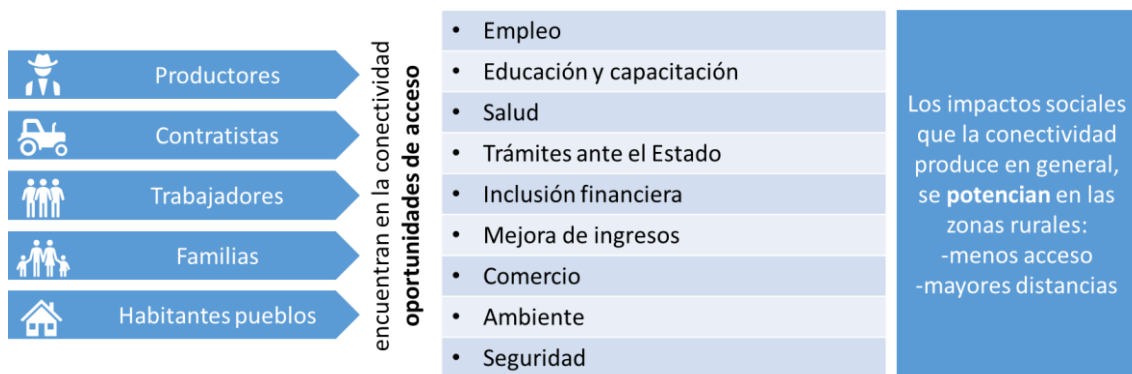 Productores
Contratistas
Trabajadores
Familias
Habitantes pueblos
encuentran en la conectividad
oportunidades de acceso
• Empleo
• Educación y capacitación
• Salud
• Trámites ante el Estado
• Inclusión financiera
• Mejora de ingresos
• Comercio
• Ambiente
• Seguridad
Los impactos sociales
que la conectividad
produce en general,
se potencian en las
zonas rurales:
-menos acceso
-mayores distancias